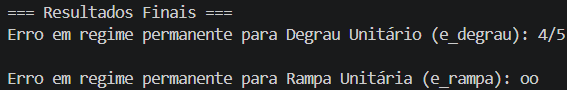 === Resultados Finais ===
Erro em regime permanente para Degrau Unitário (e_degrau): 4/5
Erro em regime permanente para Rampa Unitária (e_rampa): oo